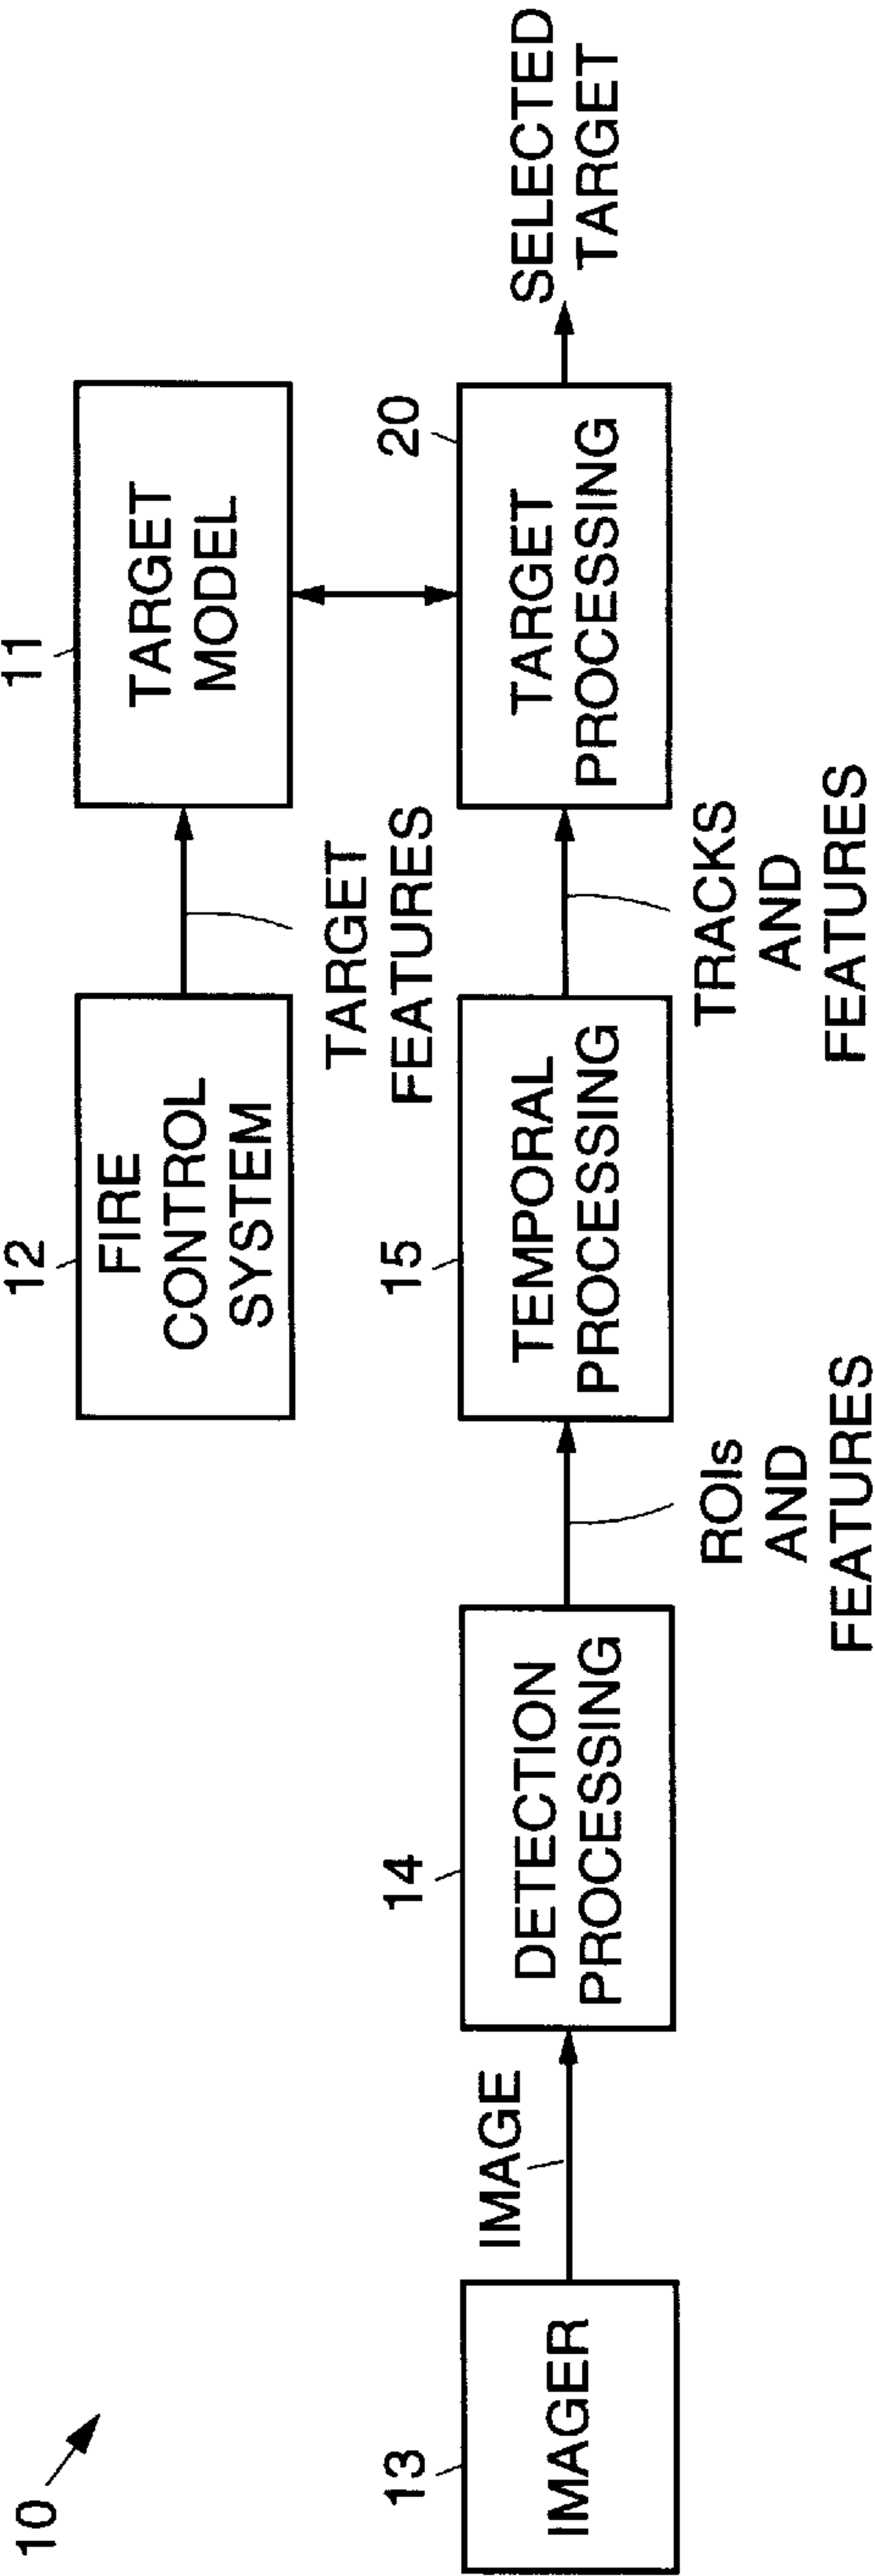 10
12
FIRE
CONTROL
SYSTEM
TARGET
FEATURES
11
TARGET
MODEL
13
IMAGER
IMAGE
14
DETECTION
PROCESSING
ROIs
AND
FEATURES
15
TEMPORAL
PROCESSING
TRACKS
AND
FEATURES
20
TARGET
PROCESSING
SELECTED
TARGET